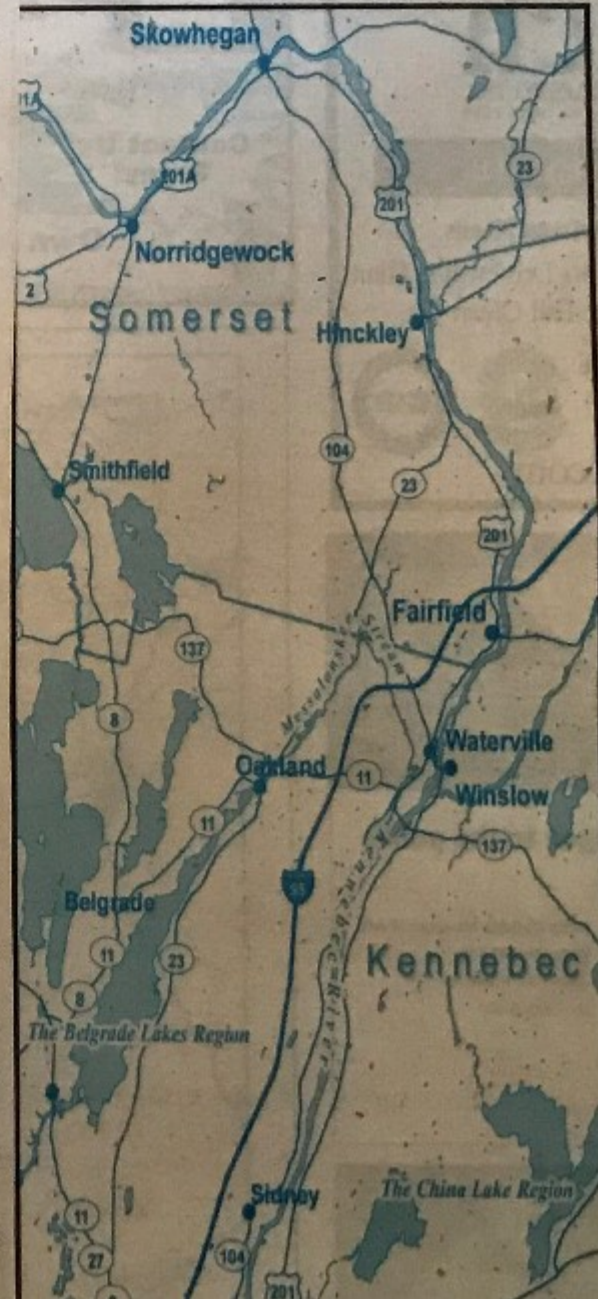 Skowhegan
1A
201A
23
201
Norridgewock
2
Somerset
Hinckley
104
Smithfield
23
201
Fairfield
Messalonskee Stream
137
8
Waterville
Oakland
11
Winslow
11
137
95
Kennebec River
Belgrade
11
23
Kennebec
8
The Belgrade Lakes Region
Sidney
The China Lake Region
11
104
27
201